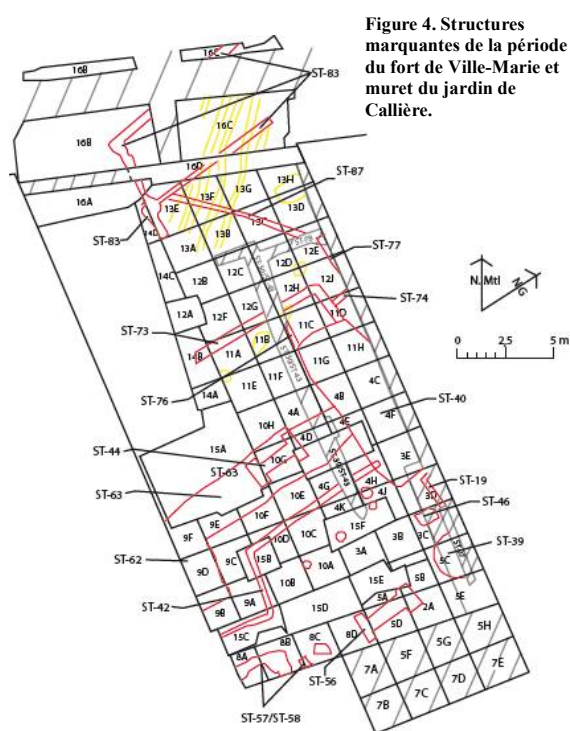 Figure 4. Structures
marquantes de la période
du fort de Ville-Marie et
muret du jardin de
Callière.
16B
16C
ST-83
16B
16C
16D
16A
13E
13F
13G
13H
13D
13C
ST-87
ST-83
14D
13A
13B
12E
ST-77
14C
12B
12C
12D
12H
12J
ST-74
12A
12F
12G
11C
11D
ST-73
14B
11A
11B
11G
11H
ST-76
14A
11E
11F
4C
4B
4F
ST-40
10H
4A
4E
15A
4D
3E
ST-44
10G
ST-63
ST-63
4G
4H
4J
ST-19
3D
ST-46
9F
9E
10F
10E
4K
15F
3B
3C
ST-39
ST-62
9D
9C
15B
10D
10C
3A
5C
ST-42
9B
9A
10B
10A
15E
5B
5A
5E
15D
2A
15C
8B
8C
8D
5D
5H
8A
ST-56
5G
5F
7E
7A
7D
ST-57/ST-58
7C
7B
N. Mtl
N.G
0 2.5 5 m